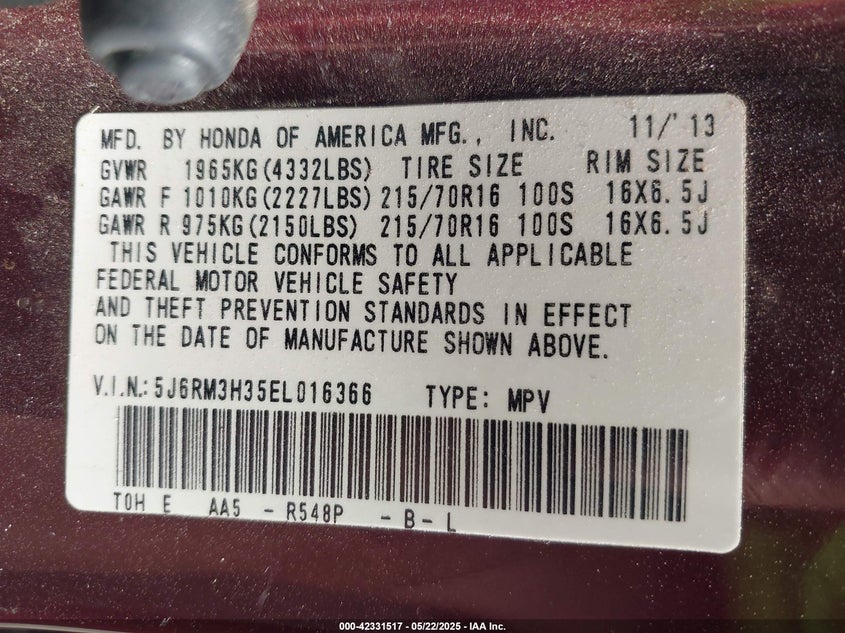 MFD. BY HONDA OF AMERICA MFG., INC. 11/'13
GVWR 1965KG(4332LBS) TIRE SIZE RIM SIZE
GAWR F 1010KG(2227LBS) 215/70R16 100S 16X6.5J
GAWR R 975KG(2150LBS) 215/70R16 100S 16X6.5J
THIS VEHICLE CONFORMS TO ALL APPLICABLE
FEDERAL MOTOR VEHICLE SAFETY
AND THEFT PREVENTION STANDARDS IN EFFECT
ON THE DATE OF MANUFACTURE SHOWN ABOVE.
V.I.N.: 5J6RM3H35EL016366 TYPE: MPV
TOH E AA5 - R548P - B - L
000-42331517 - 05/22/2025 - IAA Inc.